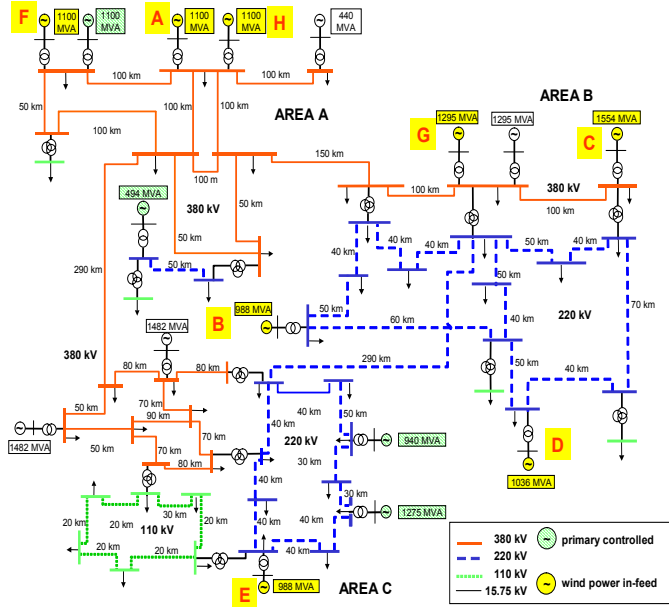 F
1100
MVA
1100
MVA
A
1100
MVA
1100
MVA
H
440
MVA
100 km
100 km
100 km
50 km
100 km
100 km
100 km
100 m
AREA A
150 km
AREA B
1295 MVA
1295 MVA
1554 MVA
G
C
100 km
380 kV
100 km
494 MVA
380 kV
50 km
50 km
50 km
290 km
40 km
40 km
40 km
40 km
50 km
40 km
50 km
220 kV
70 km
B
988 MVA
50 km
60 km
40 km
1482 MVA
290 km
50 km
40 km
380 kV
80 km
80 km
70 km
50 km
90 km
70 km
50 km
70 km
80 km
1482 MVA
40 km
40 km
50 km
220 kV
40 km
30 km
940 MVA
30 km
1275 MVA
40 km
40 km
40 km
D
1036 MVA
20 km
30 km
20 km
20 km
110 kV
20 km
20 km
20 km
E
988 MVA
AREA C
380 kV
220 kV
110 kV
15.75 kV
primary controlled
wind power in-feed